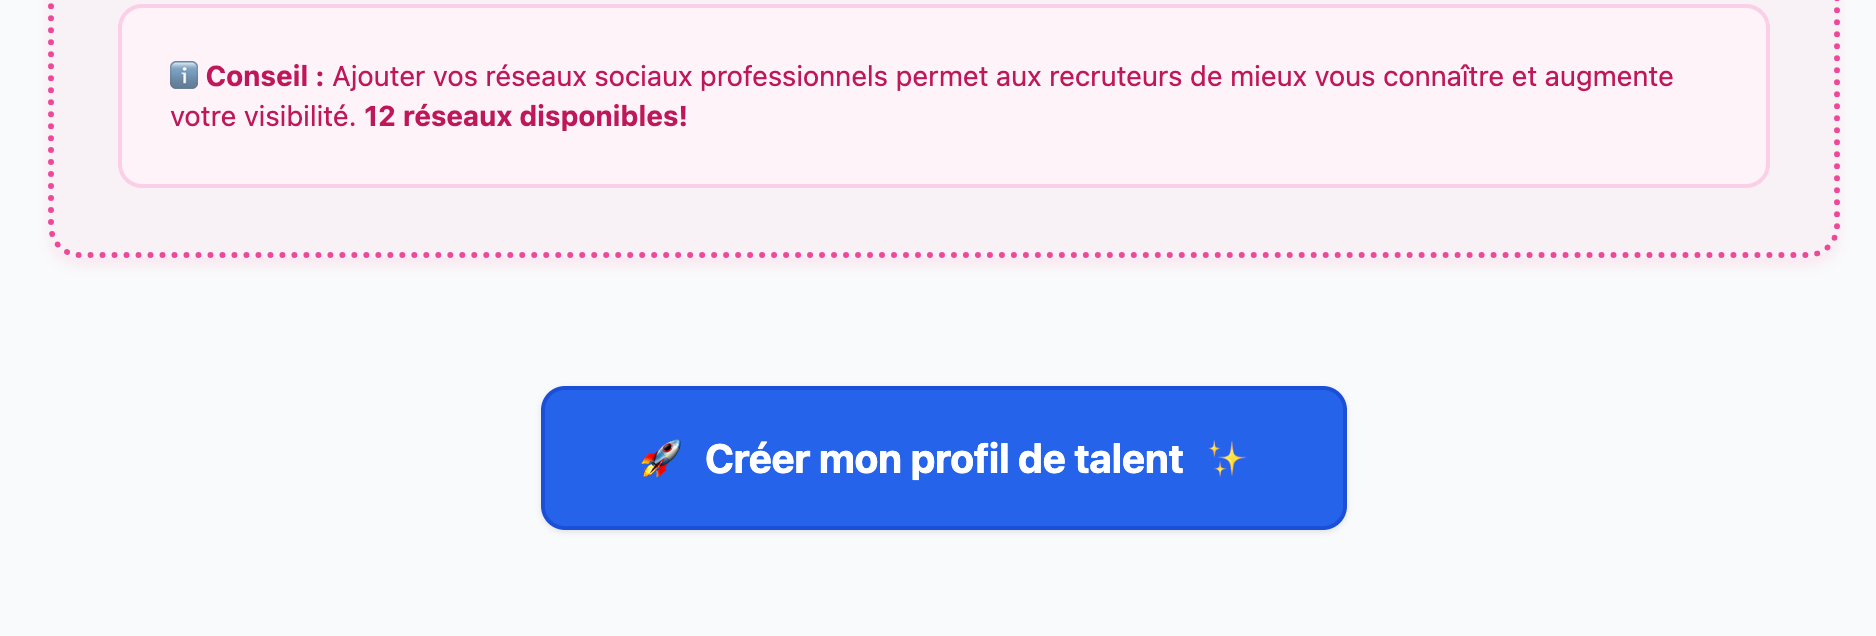 ℹ️ Conseil : Ajouter vos réseaux sociaux professionnels permet aux recruteurs de mieux vous connaître et augmente
votre visibilité. 12 réseaux disponibles!
🚀 Créer mon profil de talent ✨